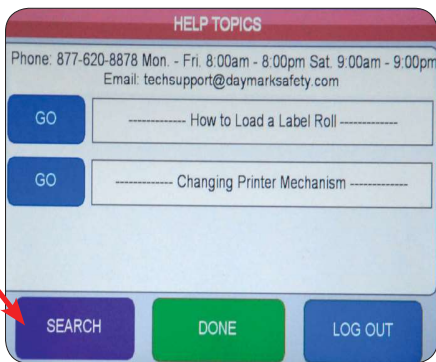 HELP TOPICS
Phone: 877-620-8878 Mon. - Fri. 8:00am - 8:00pm Sat. 9:00am - 9:00pm
Email: techsupport@daymarksafety.com
GO ------------- How to Load a Label Roll -------------
GO ------------- Changing Printer Mechanism -------------
SEARCH DONE LOG OUT